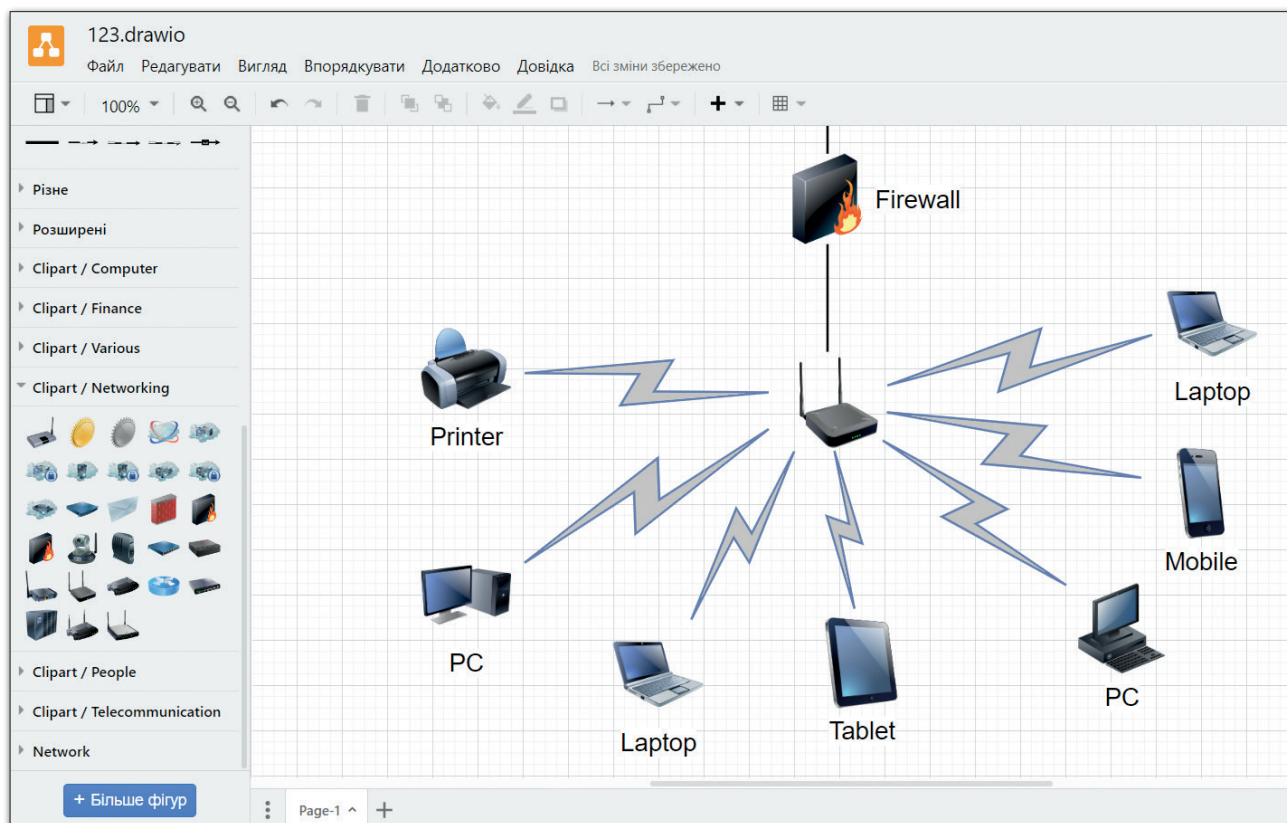 123.drawio
Файл Редагувати Вигляд Впорядкувати Додатково Довідка Всі зміни збережено
100%
Різне
Розширені
Clipart / Computer
Clipart / Finance
Clipart / Various
Clipart / Networking
Clipart / People
Clipart / Telecommunication
Network
+ Більше фігур
Firewall
Laptop
Printer
Mobile
PC
PC
Laptop
Tablet
Page-1